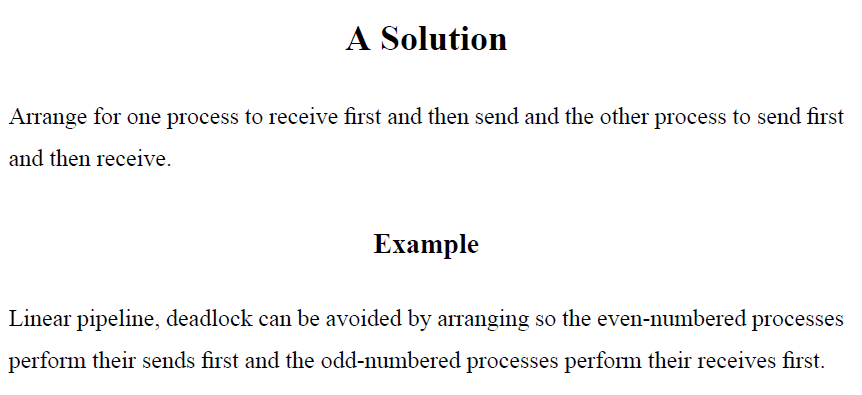 A Solution
Arrange for one process to receive first and then send and the other process to send first
and then receive.
Example
Linear pipeline, deadlock can be avoided by arranging so the even-numbered processes
perform their sends first and the odd-numbered processes perform their receives first.